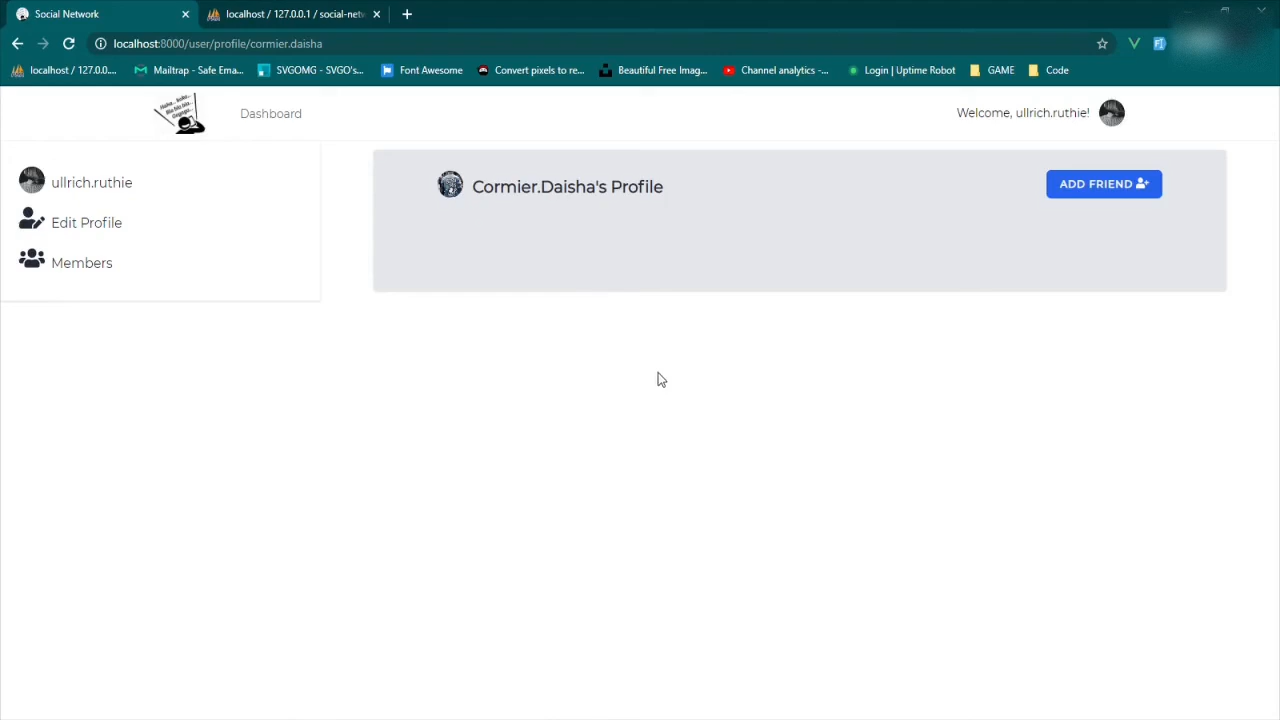 Social Network
localhost / 127.0.0.1 / social-netw
localhost:8000/user/profile/cormier.daisha
localhost / 127.0.0.... Mailtrap - Safe Ema... SVGOMG - SVGO's... Font Awesome Convert pixels to re... Beautiful Free Imag... Channel analytics -... Login | Uptime Robot GAME Code
Dashboard
Welcome, ullrich.ruthie!
ullrich.ruthie
Edit Profile
Members
Cormier.Daisha's Profile
ADD FRIEND